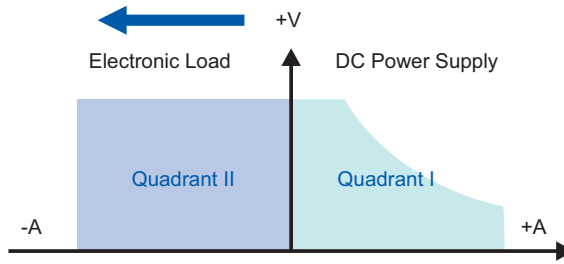 +V
Electronic Load
DC Power Supply
Quadrant II
Quadrant I
-A
+A